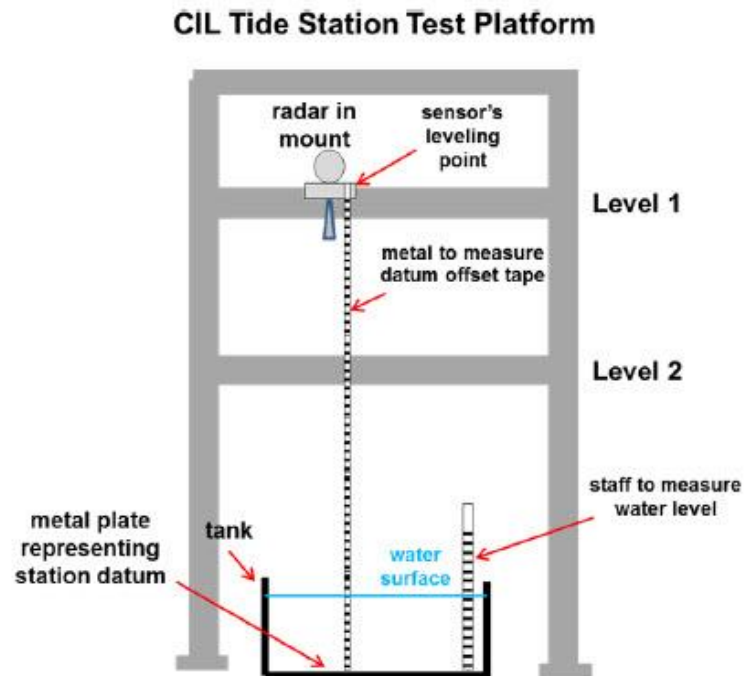 CIL Tide Station Test Platform
radar in
mount
sensor's
leveling
point
Level 1
metal to measure
datum offset tape
Level 2
staff to measure
water level
metal plate
representing
station datum
tank
water
surface